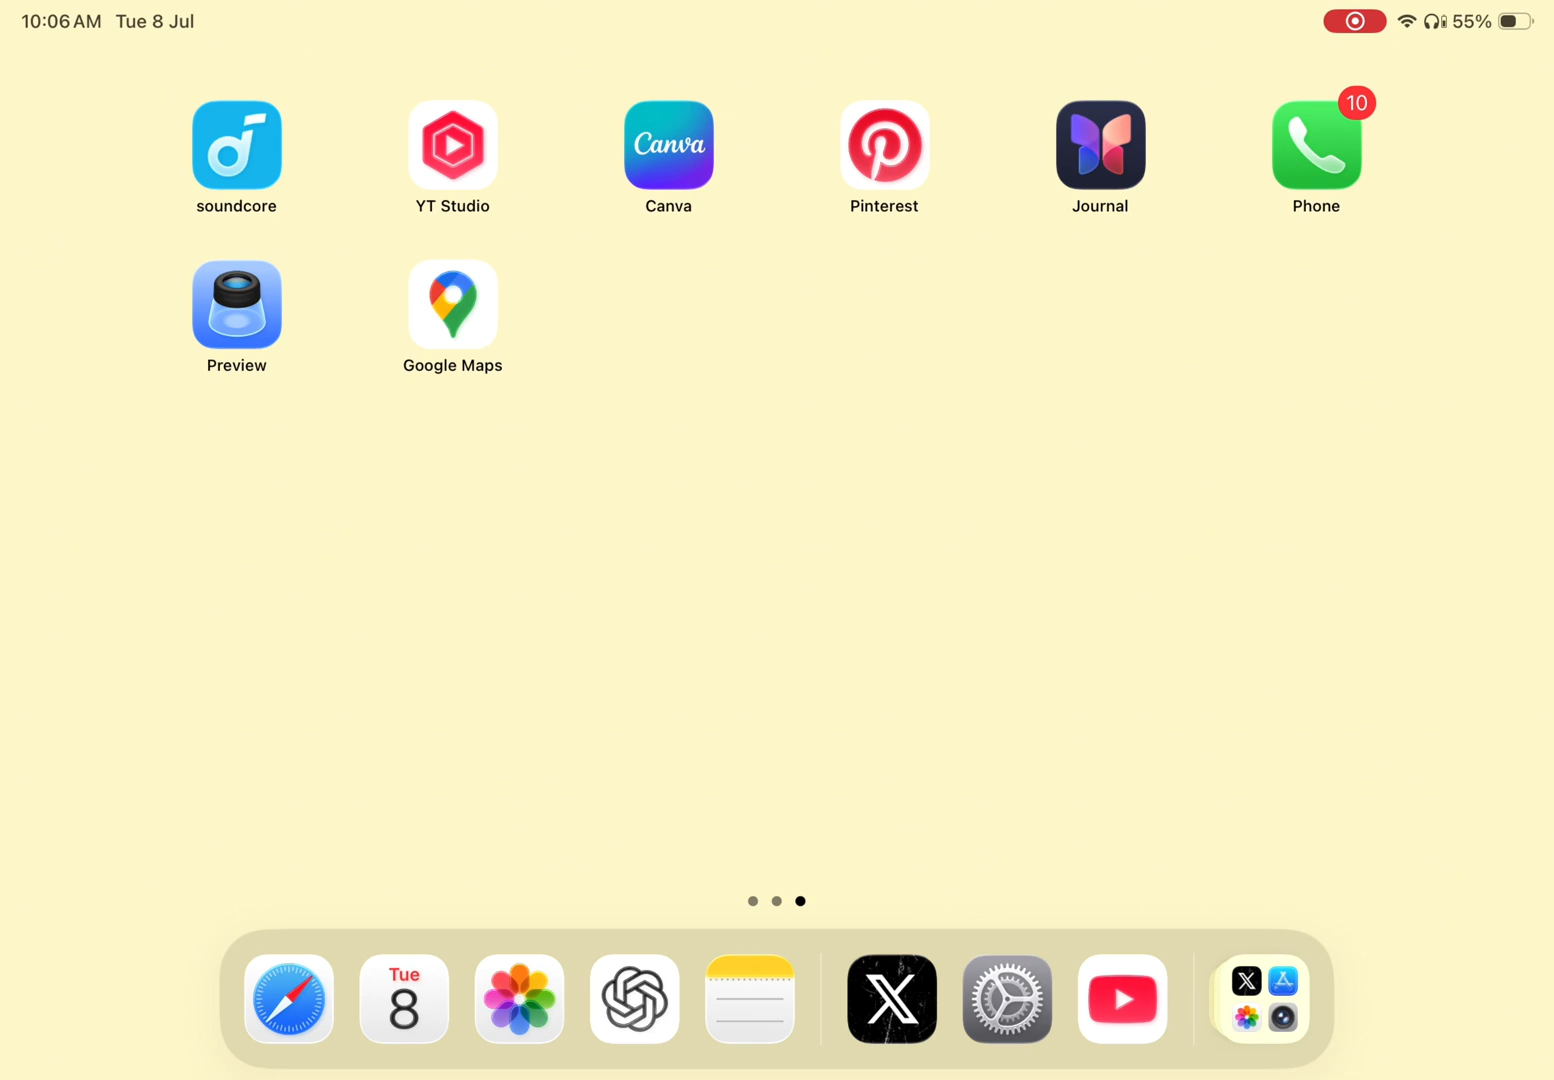 10:06 AM Tue 8 Jul
55%
Canva
10
soundcore
YT Studio
Canva
Pinterest
Journal
Phone
Preview
Google Maps
Tue
8